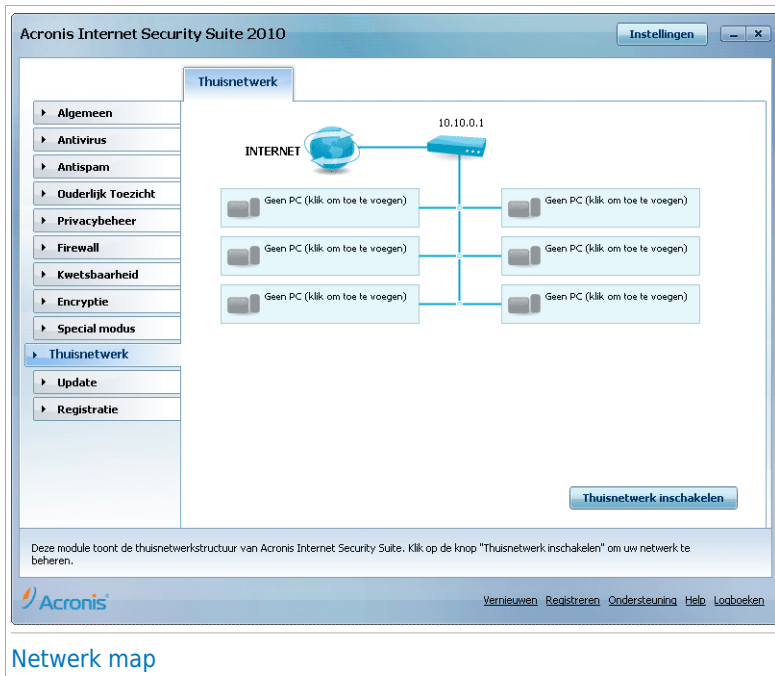 Acronis Internet Security Suite 2010
Instellingen
Thuisnetwerk
Algemeen
Antivirus
Antispam
Ouderlijk Toezicht
Privacybeheer
Firewall
Kwetsbaarheid
Encryptie
Special modus
Thuisnetwerk
Update
Registratie
10.10.0.1
INTERNET
Geen PC (klik om toe te voegen)
Geen PC (klik om toe te voegen)
Geen PC (klik om toe te voegen)
Geen PC (klik om toe te voegen)
Geen PC (klik om toe te voegen)
Geen PC (klik om toe te voegen)
Thuisnetwerk inschakelen
Deze module toont de thuisnetwerkstructuur van Acronis Internet Security Suite. Klik op de knop "Thuisnetwerk inschakelen" om uw netwerk te
beheren.
Acronis
Vernieuwen Registreren Ondersteuning Help Logboeken
Netwerk map